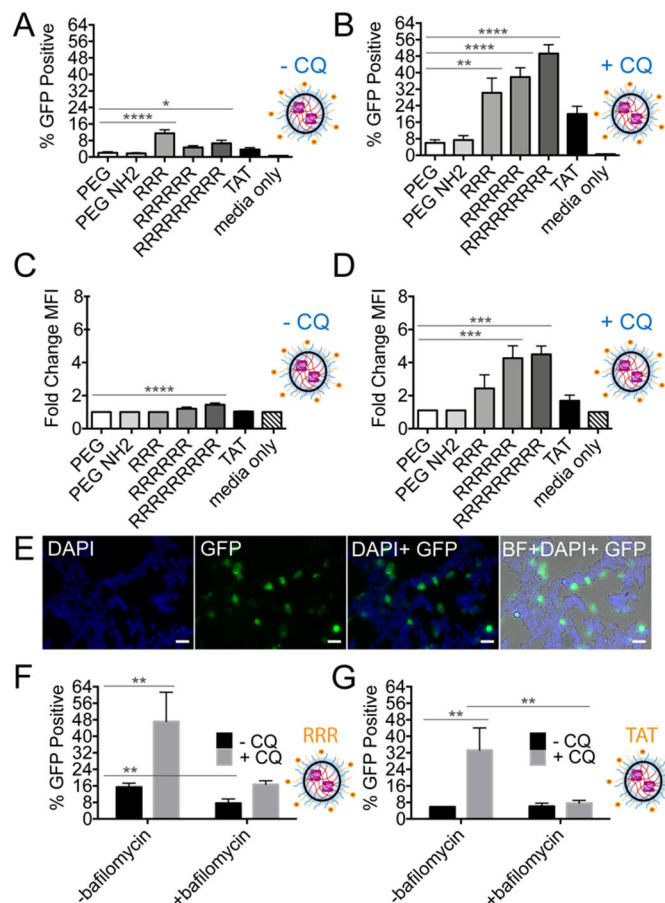 A
% GFP Positive
64
56
48
40
32
24
16
8
0
****
*
- CQ
PEG
PEG NH2
RRR
RRRRRR
RRRRRRRRR
TAT
media only
B
% GFP Positive
64
56
48
40
32
24
16
8
0
****
****
**
+ CQ
PEG
PEG NH2
RRR
RRRRRR
RRRRRRRRR
TAT
media only
C
Fold Change MFI
8
6
4
2
0
****
- CQ
PEG
PEG NH2
RRR
RRRRRR
RRRRRRRRR
TAT
media only
D
Fold Change MFI
8
6
4
2
0
***
***
+ CQ
PEG
PEG NH2
RRR
RRRRRR
RRRRRRRRR
TAT
media only
E
DAPI
GFP
DAPI+ GFP
BF+DAPI+ GFP
F
% GFP Positive
64
56
48
40
32
24
16
8
0
**
**
- CQ
+ CQ
RRR
-bafilomycin
+bafilomycin
G
% GFP Positive
64
56
48
40
32
24
16
8
0
**
**
- CQ
+ CQ
TAT
-bafilomycin
+bafilomycin